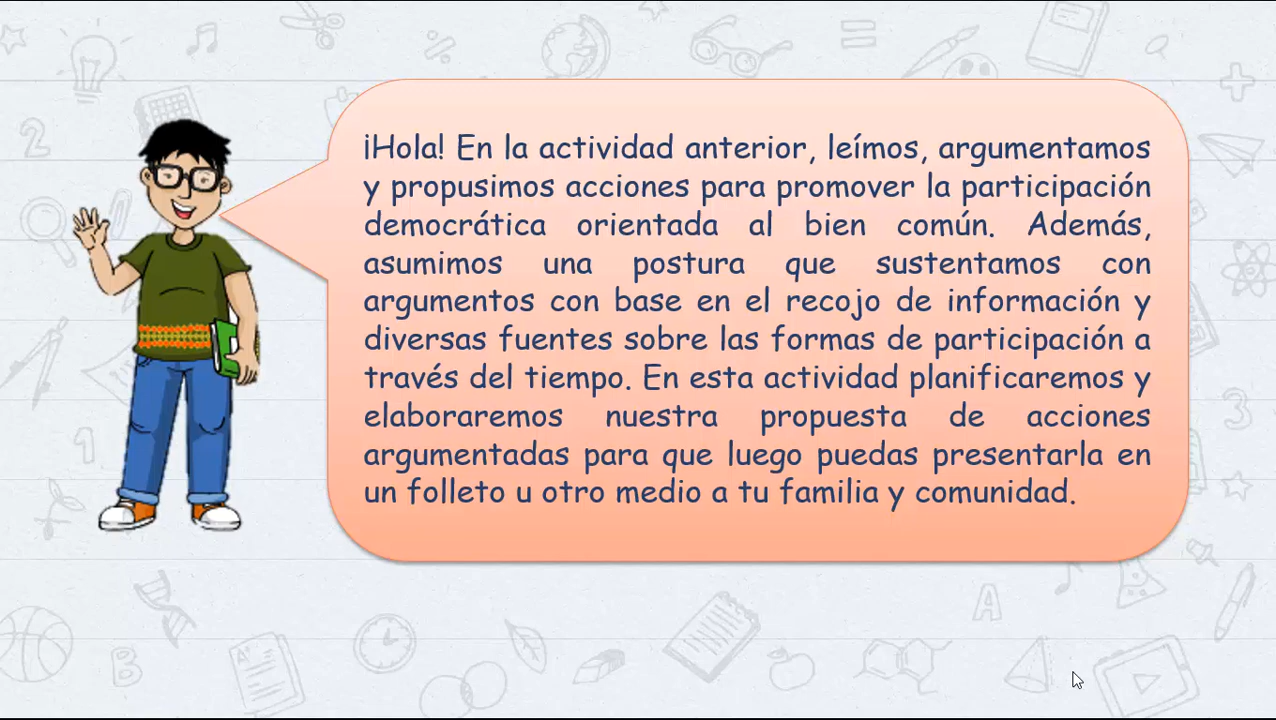 ¡Hola! En la actividad anterior, leímos, argumentamos
y propusimos acciones para promover la participación
democrática orientada al bien común. Además,
asumimos una postura que sustentamos con
argumentos con base en el recojo de información y
diversas fuentes sobre las formas de participación a
través del tiempo. En esta actividad planificaremos y
elaboraremos nuestra propuesta de acciones
argumentadas para que luego puedas presentarla en
un folleto u otro medio a tu familia y comunidad.